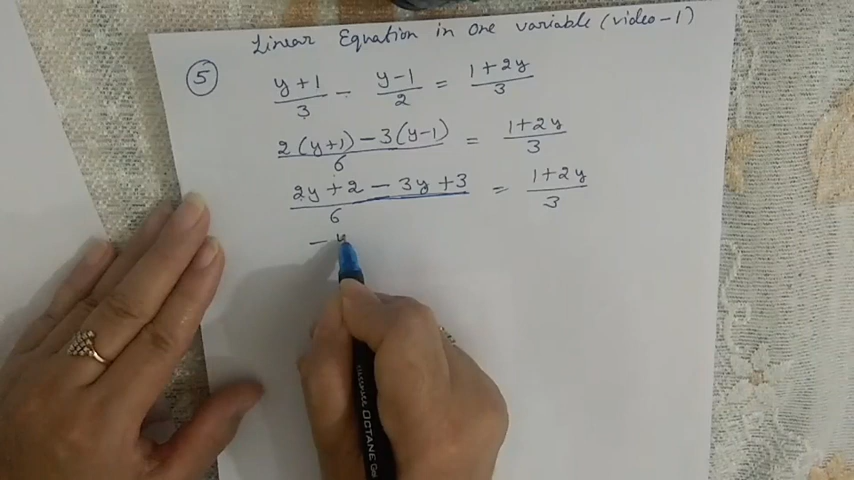 Linear Equation in One variable (video-1)
5 y+1/3 - y-1/2 = 1+2y/3
2(y+1) - 3(y-1)/6 = 1+2y/3
2y+2-3y+3/6 = 1+2y/3
- y
OCTANE